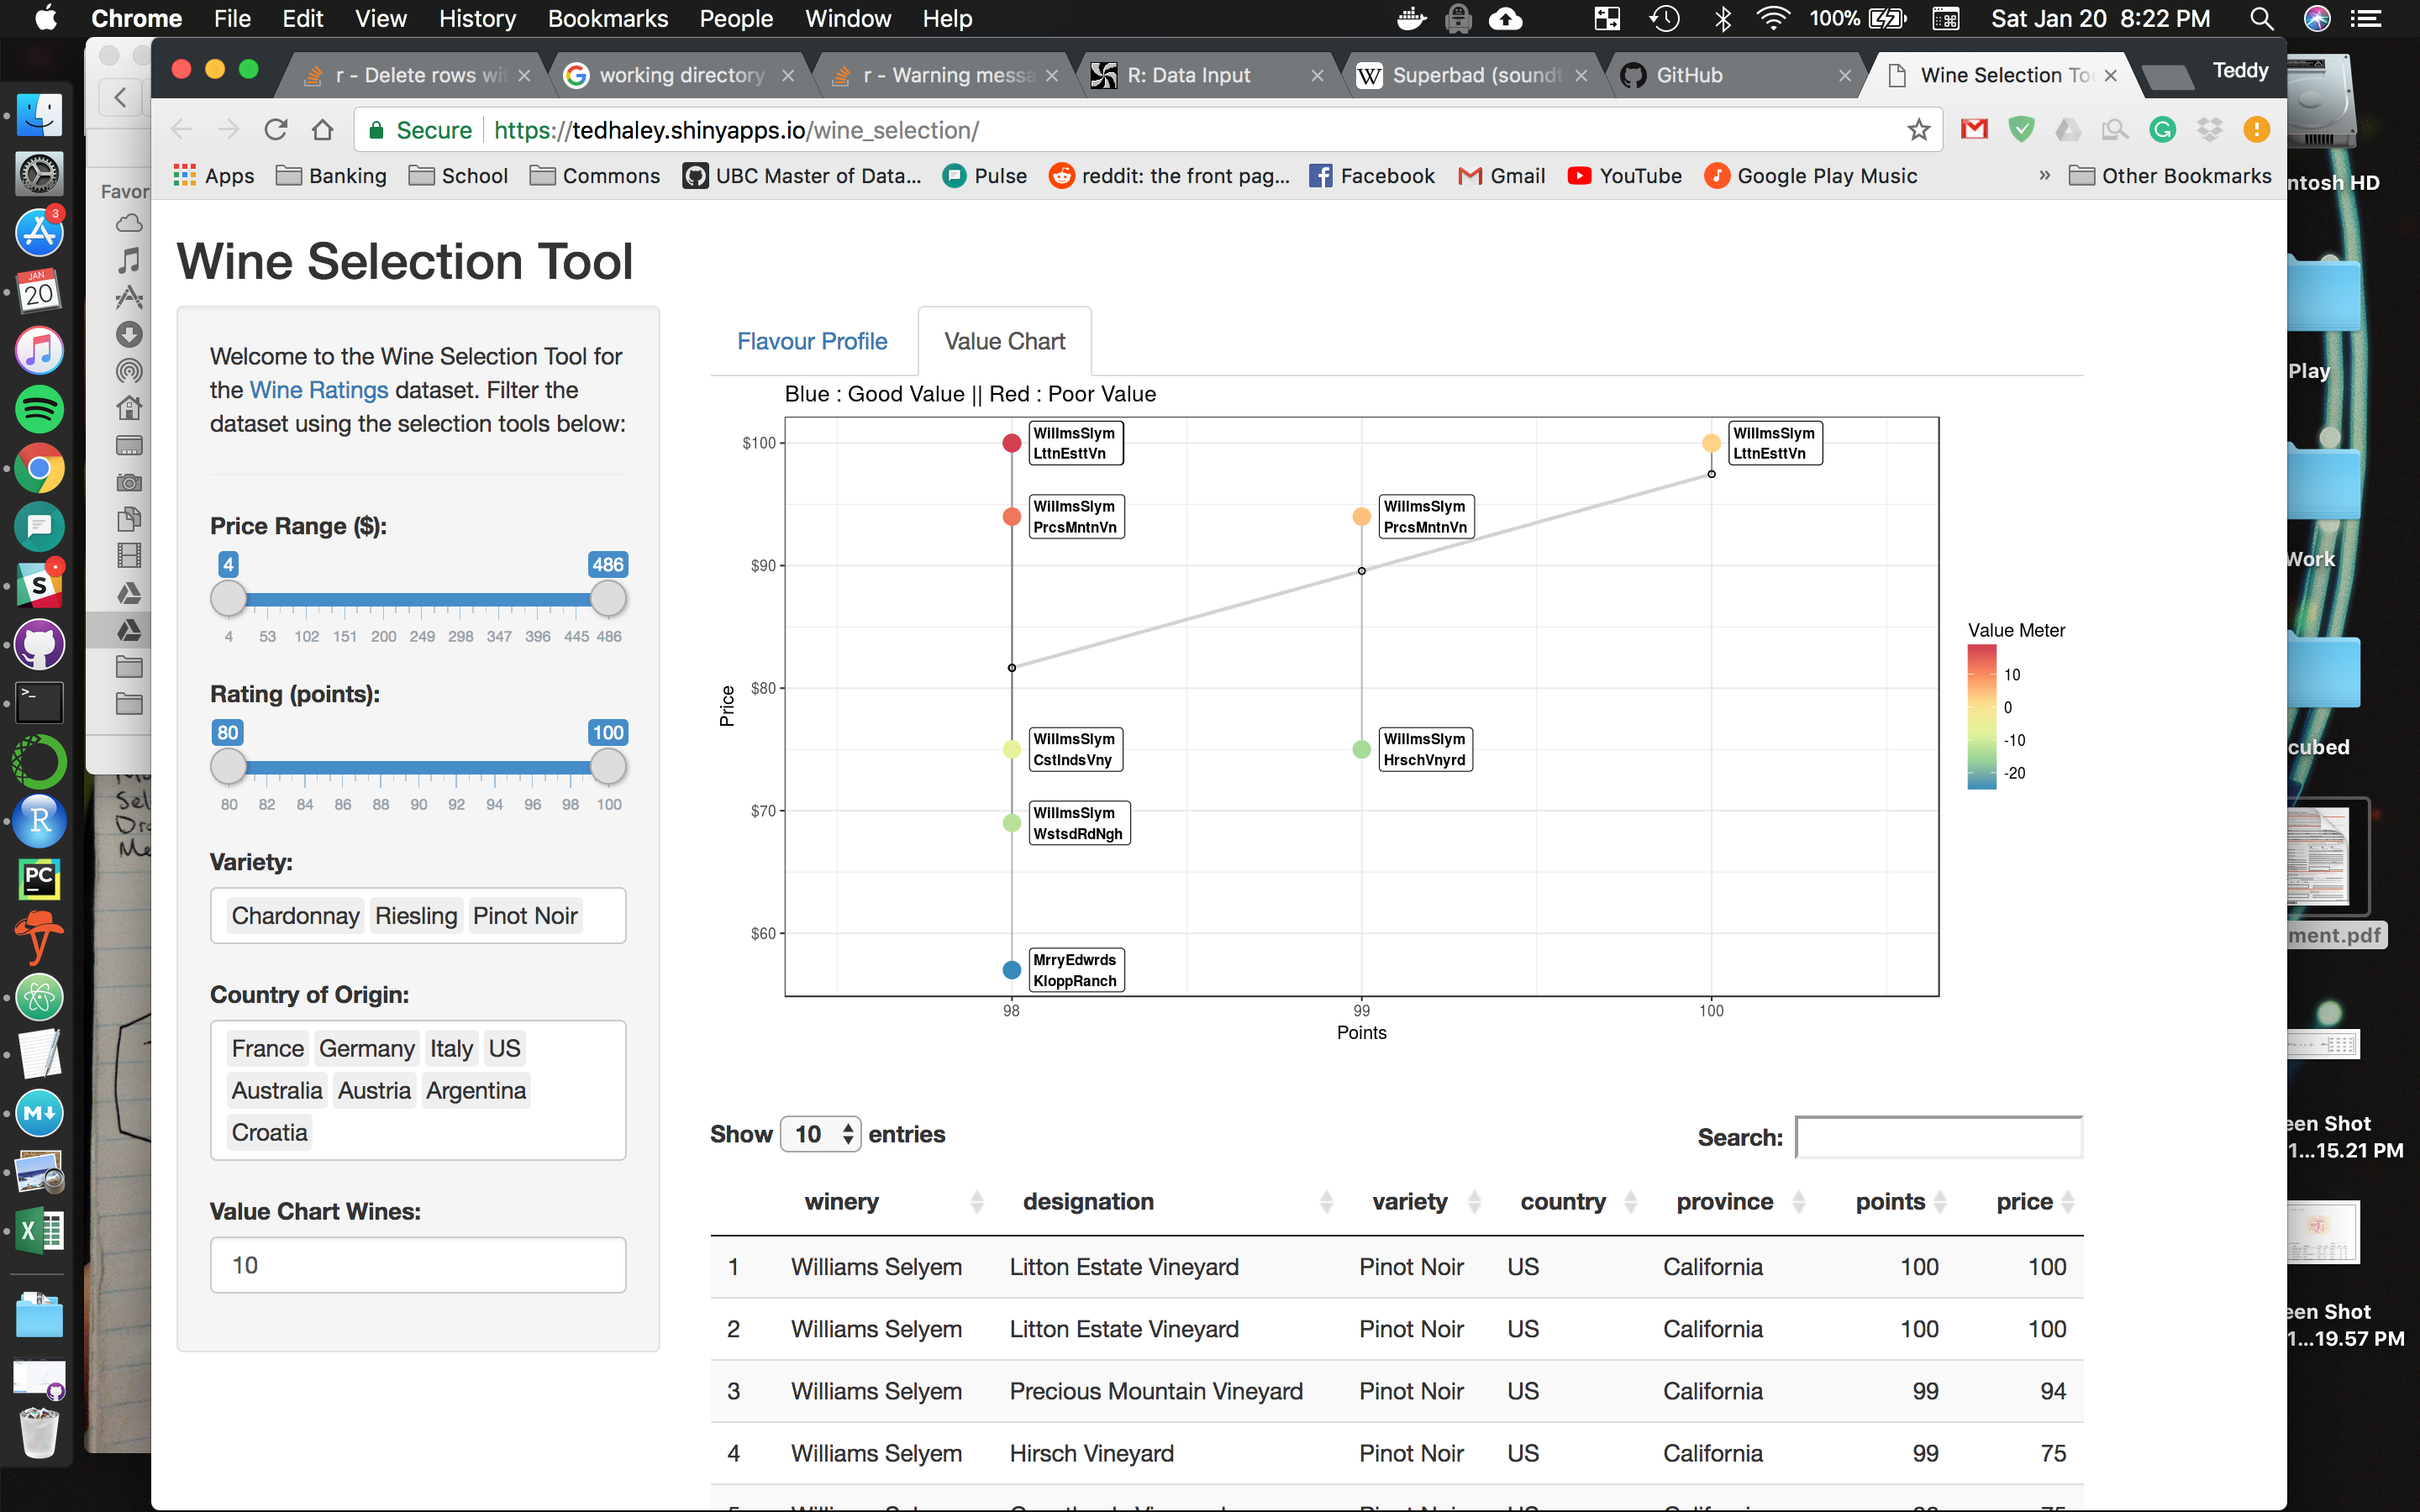 Chrome File Edit View History Bookmarks People Window Help
100% Sat Jan 20 8:22 PM
r - Delete rows wit
working directory
r - Warning messa
R: Data Input
Superbad (soundt
GitHub
Wine Selection To
Teddy
Secure https://tedhaley.shinyapps.io/wine_selection/
Apps Banking School Commons UBC Master of Data... Pulse reddit: the front pag... Facebook Gmail YouTube Google Play Music » Other Bookmarks
Favor
JAN
20
3
PC
Wine Selection Tool
Welcome to the Wine Selection Tool for
the Wine Ratings dataset. Filter the
dataset using the selection tools below:
Price Range ($):
4 486
4 53 102 151 200 249 298 347 396 445 486
Rating (points):
80 100
80 82 84 86 88 90 92 94 96 98 100
Variety:
Chardonnay Riesling Pinot Noir
Country of Origin:
France Germany Italy US
Australia Austria Argentina
Croatia
Value Chart Wines:
10
Flavour Profile Value Chart
Blue : Good Value || Red : Poor Value
Price
$100
$90
$80
$70
$60
WillmsSlym
LttnEsttVn
WillmsSlym
LttnEsttVn
WillmsSlym
PrcsMntnVn
WillmsSlym
PrcsMntnVn
WillmsSlym
CstlndsVny
WillmsSlym
HrschVnyrd
WillmsSlym
WstsdRdNgh
MrryEdwrds
KloppRanch
98 99 100
Points
Value Meter
10
0
-10
-20
Show 10 entries
Search:
winery designation variety country province points price
1 Williams Selyem Litton Estate Vineyard Pinot Noir US California 100 100
2 Williams Selyem Litton Estate Vineyard Pinot Noir US California 100 100
3 Williams Selyem Precious Mountain Vineyard Pinot Noir US California 99 94
4 Williams Selyem Hirsch Vineyard Pinot Noir US California 99 75
ntosh HD
Play
Work
cubed
ment.pdf
een Shot
1...15.21 PM
een Shot
1...19.57 PM